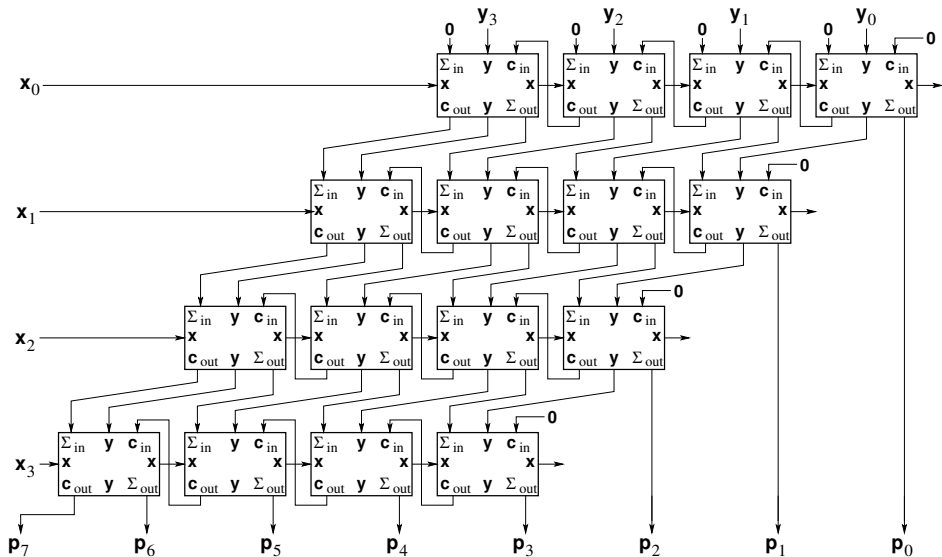 y3 y2 y1 y0
0 0 0 0
Σin y cin Σin y cin Σin y cin Σin y cin
x0 x x x x
cout y Σout cout y Σout cout y Σout cout y Σout
0
Σin y cin Σin y cin Σin y cin Σin y cin
x1 x x x x x x x x
cout y Σout cout y Σout cout y Σout cout y Σout
0
Σin y cin Σin y cin Σin y cin Σin y cin
x2 x x x x x x x x
cout y Σout cout y Σout cout y Σout cout y Σout
0
Σin y cin Σin y cin Σin y cin Σin y cin
x3 x x x x x x x x
cout y Σout cout y Σout cout y Σout cout y Σout
p7 p6 p5 p4 p3 p2 p1 p0